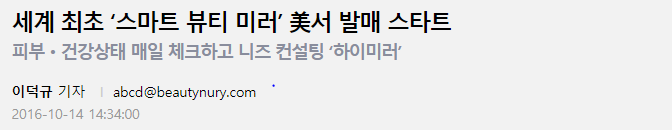 세계 최초 ‘스마트 뷰티 미러’ 美서 발매 스타트
피부·건강상태 매일 체크하고 니즈 컨설팅 ‘하이미러’
이덕규 기자 | abcd@beautynury.com
2016-10-14 14:34:00